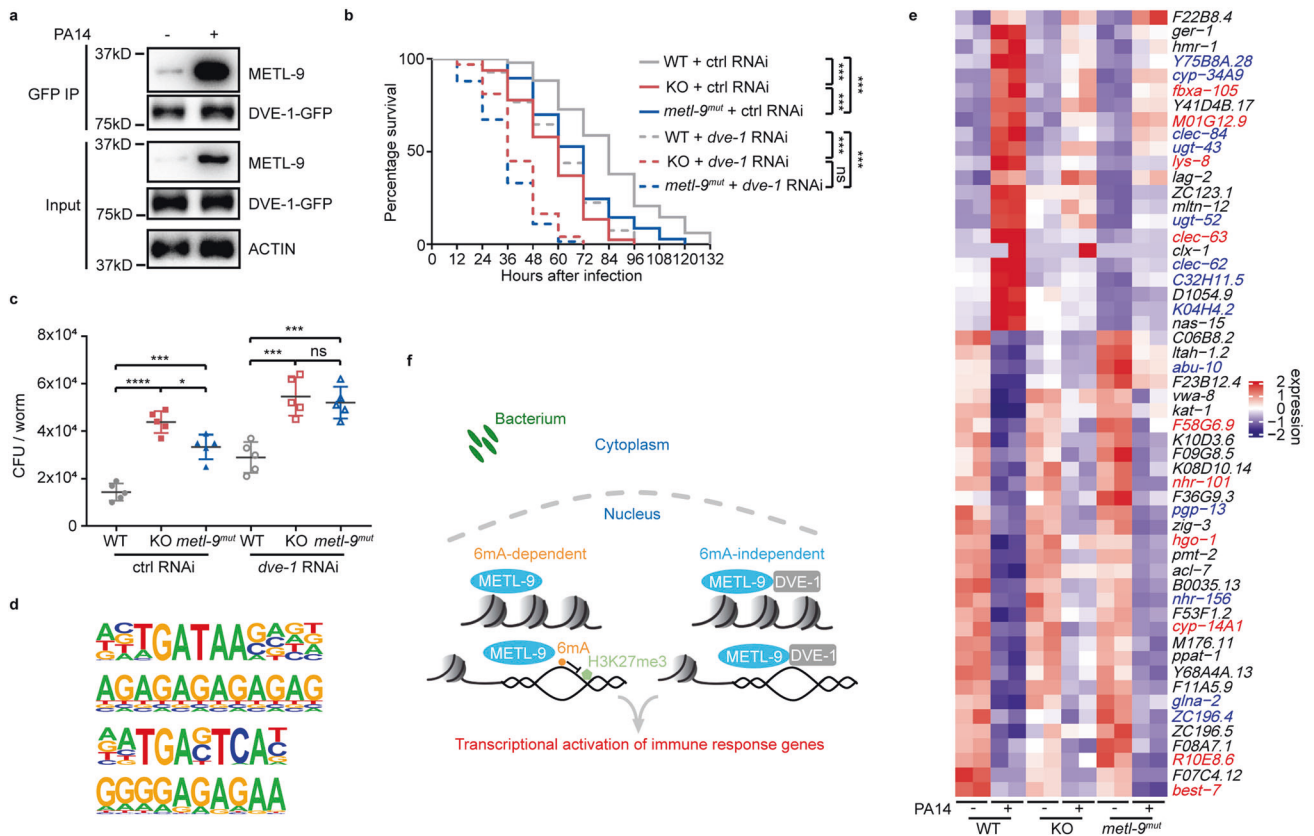 a
PA14 - +
GFP IP
37kD
METL-9
75kD
DVE-1-GFP
Input
METL-9
75kD
DVE-1-GFP
37kD
ACTIN
b
Percentage survival
100
50
0
0 12 24 36 48 60 72 84 96 108 120 132
Hours after infection
WT + ctrl RNAi
KO + ctrl RNAi
metl-9mut + ctrl RNAi
WT + dve-1 RNAi
KO + dve-1 RNAi
metl-9mut + dve-1 RNAi
*** *** ***
*** ns ***
c
CFU / worm
8x10⁴
6x10⁴
4x10⁴
2x10⁴
0
***
**** *
***
*** ns
WT KO metl-9mut WT KO metl-9mut
ctrl RNAi dve-1 RNAi
d
TGATAA
AGAGAGAGAGAG
ATGAGTCAT
GGGGAGAGAA
e
F22B8.4
ger-1
hmr-1
Y75B8A.28
cyp-34A9
fbxa-105
Y41D4B.17
M01G12.9
clec-84
ugt-43
lys-8
lag-2
ZC123.1
mltn-12
ugt-52
clec-63
clx-1
clec-62
C32H11.5
D1054.9
K04H4.2
nas-15
C06B8.2
ltah-1.2
abu-10
F23B12.4
vwa-8
kat-1
F58G6.9
K10D3.6
F09G8.5
K08D10.14
nhr-101
F36G9.3
pgp-13
zig-3
hgo-1
pmt-2
acl-7
B0035.13
nhr-156
F53F1.2
cyp-14A1
M176.11
ppat-1
Y68A4A.13
F11A5.9
glna-2
ZC196.4
ZC196.5
F08A7.1
R10E8.6
F07C4.12
best-7
expression
2
1
0
−1
−2
PA14 - + - + - +
WT KO metl-9mut
f
Bacterium
Cytoplasm
Nucleus
6mA-dependent 6mA-independent
METL-9 METL-9 DVE-1
METL-9 6mA H3K27me3 METL-9 DVE-1
Transcriptional activation of immune response genes